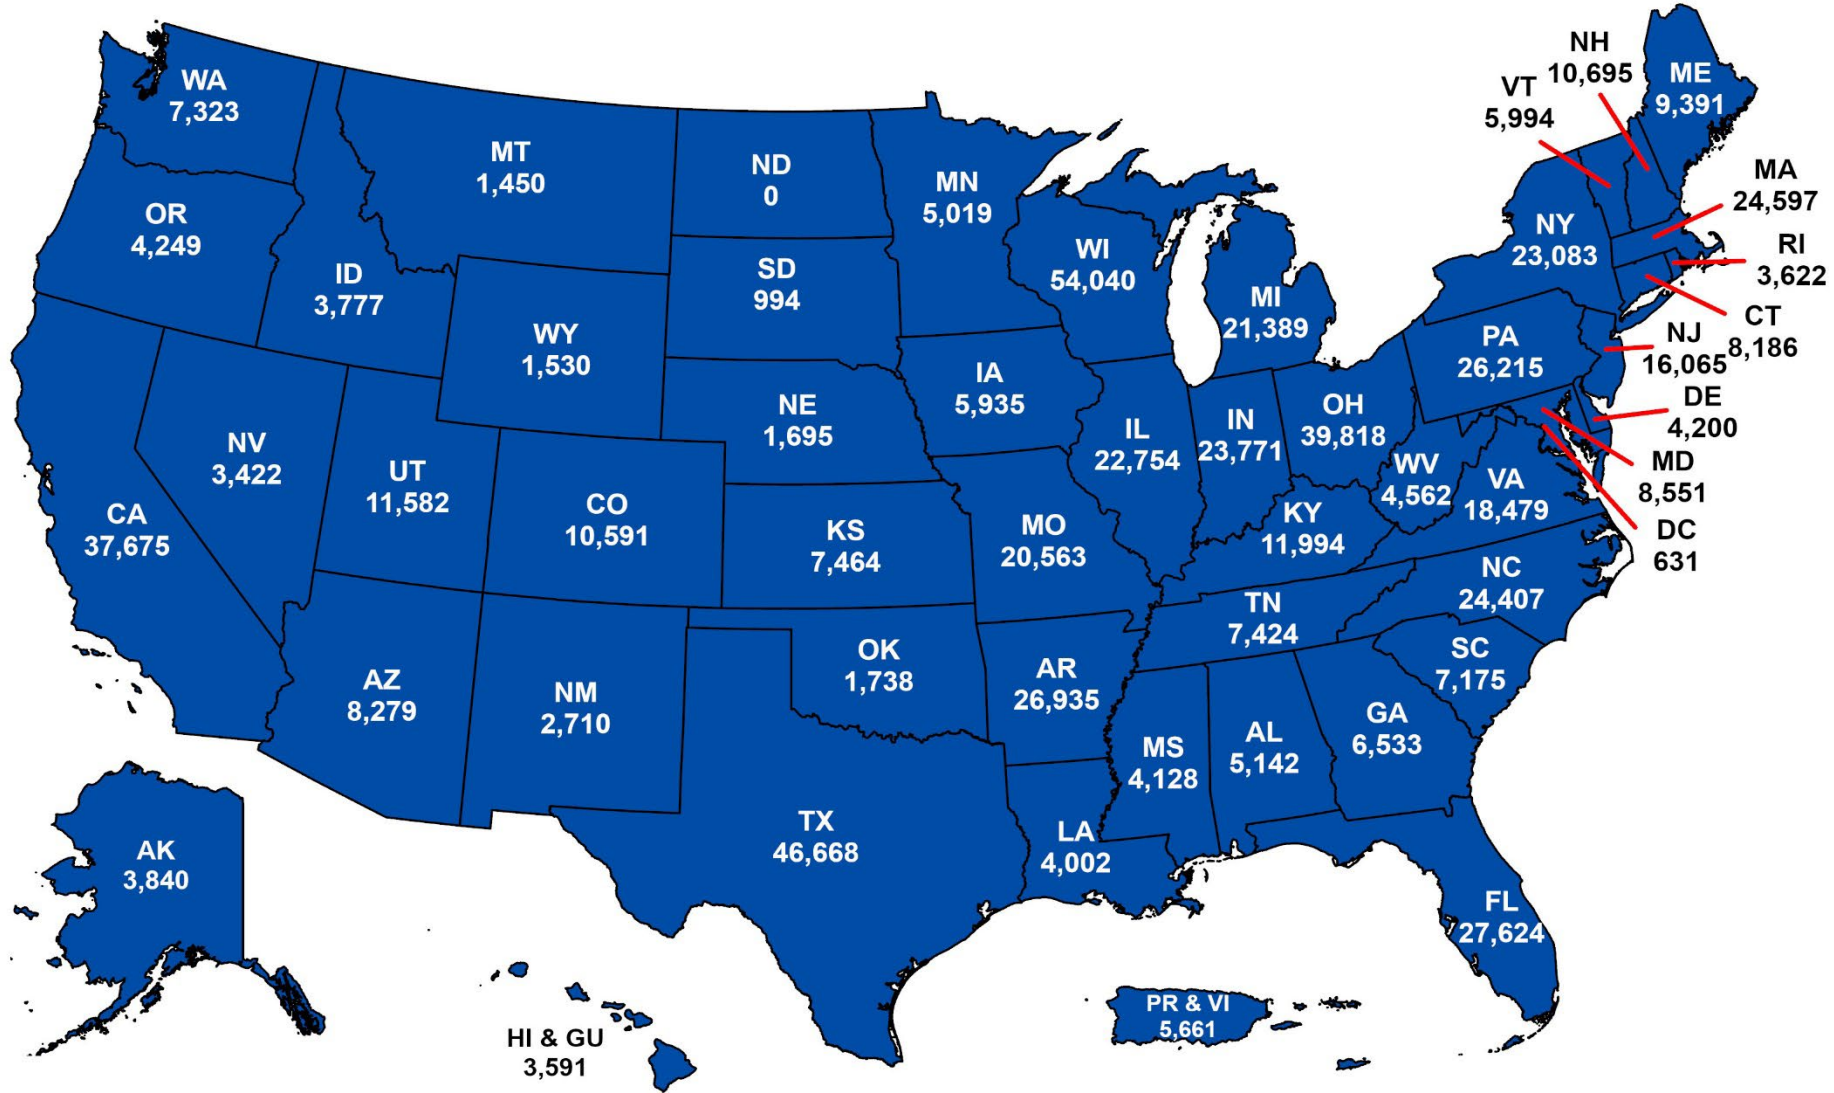 NH
10,695
ME
9,391
VT
5,994
WA
7,323
MT
1,450
ND
0
MN
5,019
MA
24,597
OR
4,249
NY
23,083
WI
54,040
RI
3,622
ID
3,777
SD
994
MI
21,389
CT
8,186
NJ
16,065
PA
26,215
WY
1,530
IA
5,935
DE
4,200
NE
1,695
OH
39,818
IN
23,771
IL
22,754
NV
3,422
UT
11,582
WV
4,562
VA
18,479
MD
8,551
CO
10,591
CA
37,675
KS
7,464
MO
20,563
KY
11,994
DC
631
NC
24,407
TN
7,424
OK
1,738
AR
26,935
SC
7,175
AZ
8,279
NM
2,710
GA
6,533
AL
5,142
MS
4,128
TX
46,668
LA
4,002
AK
3,840
FL
27,624
PR & VI
5,661
HI & GU
3,591